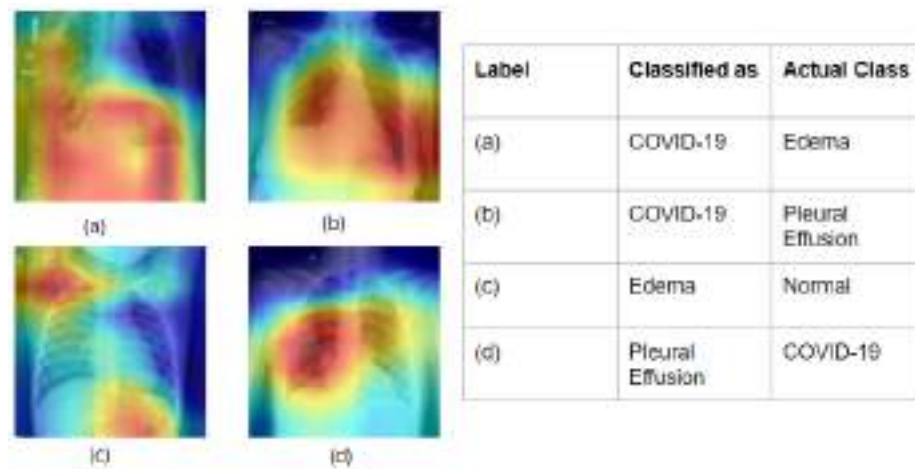 (a)
(b)
(c)
(d)
Label Classified as Actual Class
(a) COVID-19 Edema
(b) COVID-19 Pleural
Effusion
(c) Edema Normal
(d) Pleural COVID-19
Effusion